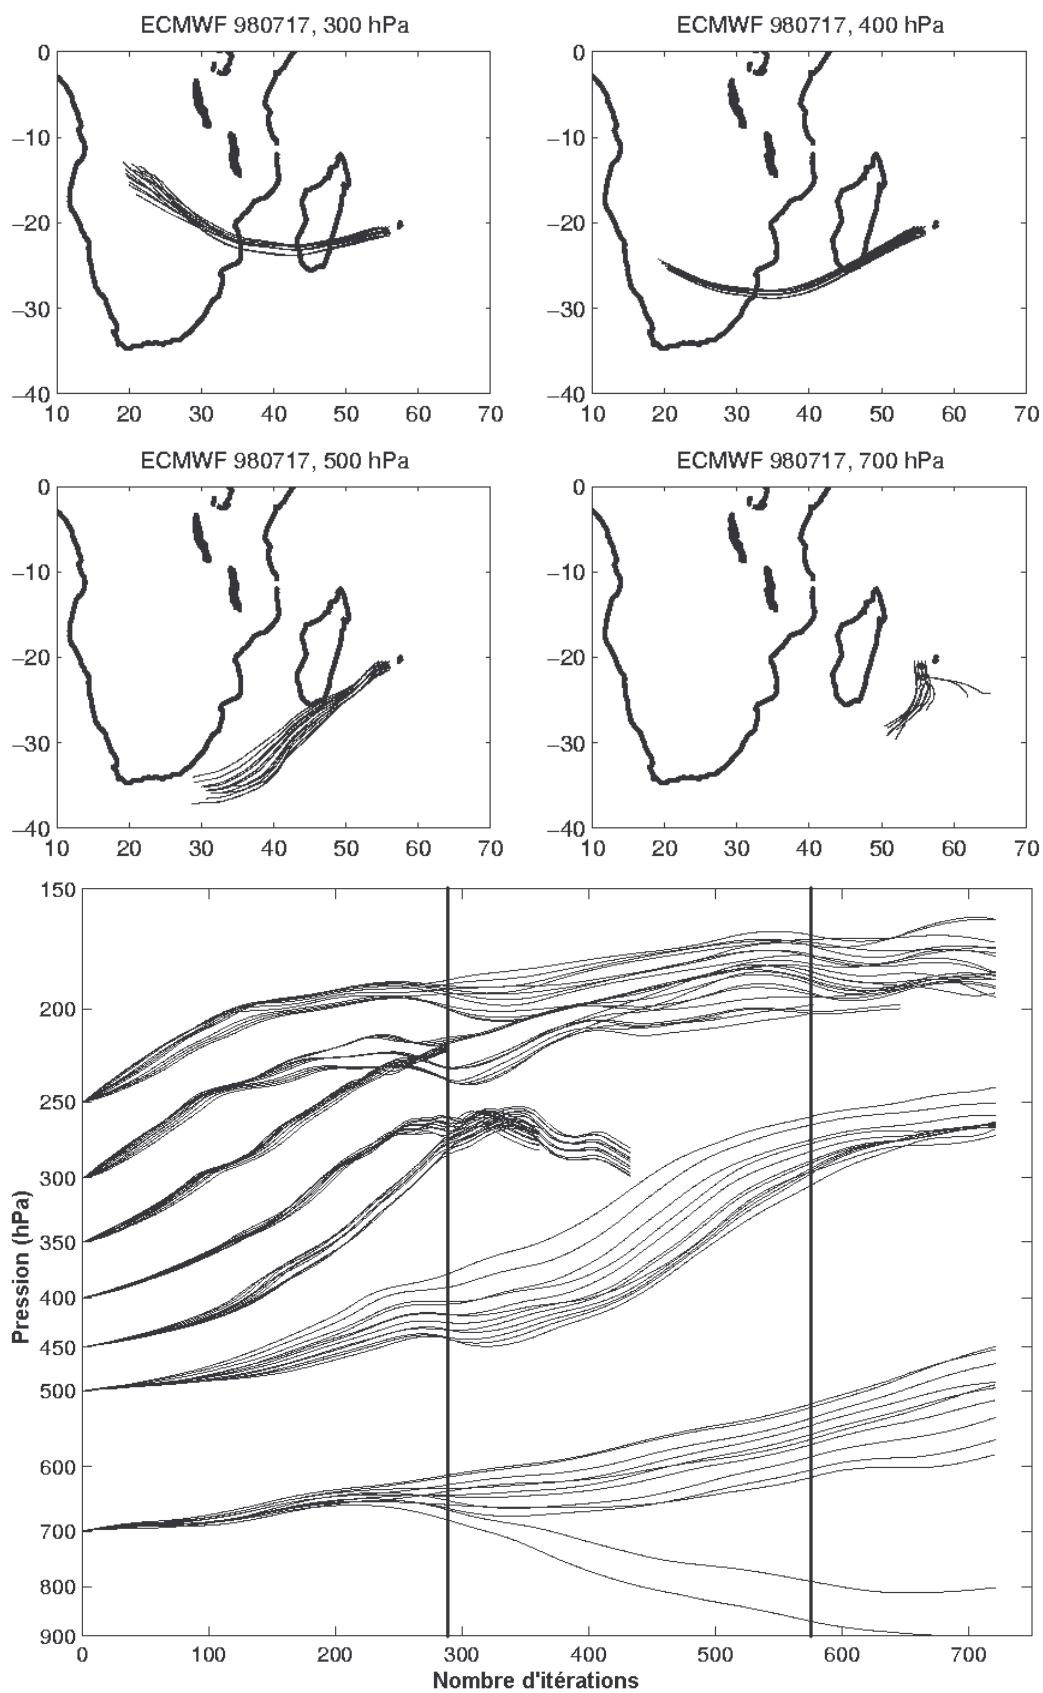 ECMWF 980717, 300 hPa
ECMWF 980717, 400 hPa
0
−10
−20
−30
−40
10 20 30 40 50 60 70
0
−10
−20
−30
−40
10 20 30 40 50 60 70
ECMWF 980717, 500 hPa
ECMWF 980717, 700 hPa
0
−10
−20
−30
−40
10 20 30 40 50 60 70
0
−10
−20
−30
−40
10 20 30 40 50 60 70
Pression (hPa)
150
200
250
300
350
400
450
500
600
700
800
900
0 100 200 300 400 500 600 700
Nombre d'itérations